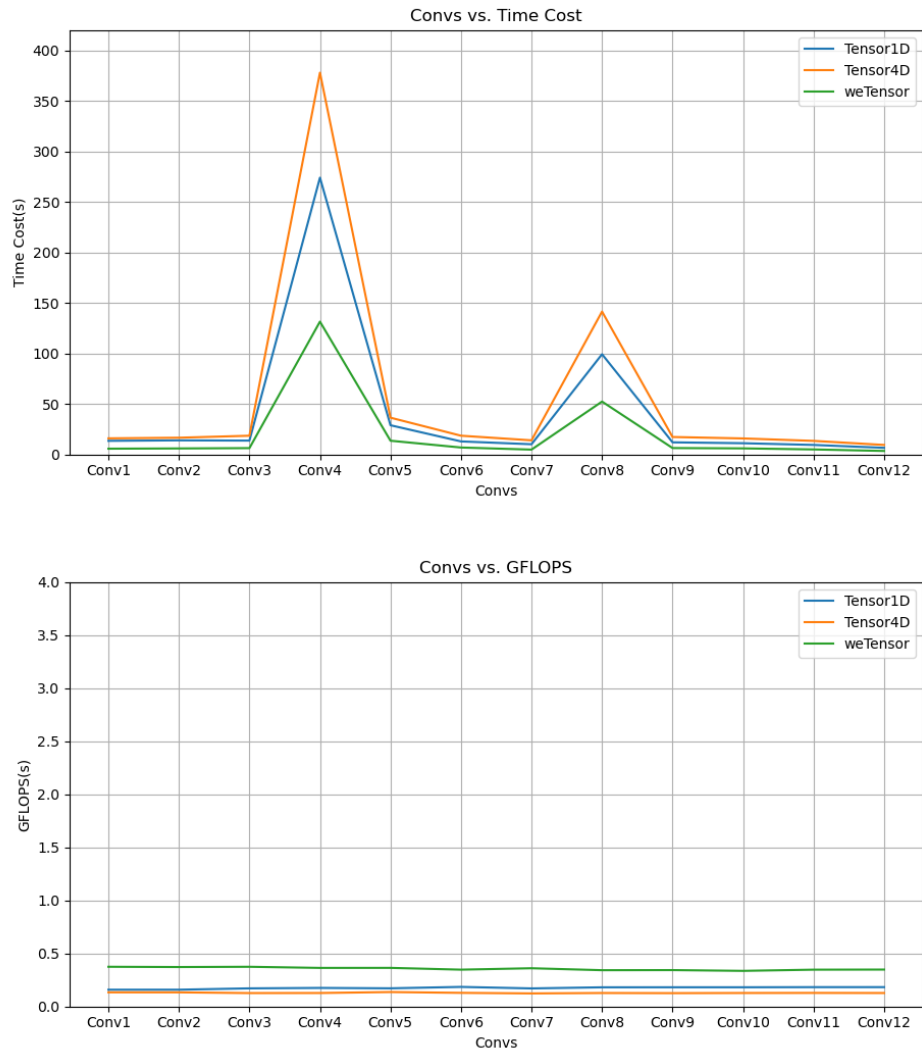 Convs vs. Time Cost
Tensor1D
Tensor4D
weTensor
400
350
300
250
200
150
100
50
0
Time Cost(s)
Conv1 Conv2 Conv3 Conv4 Conv5 Conv6 Conv7 Conv8 Conv9 Conv10 Conv11 Conv12
Convs
Convs vs. GFLOPS
Tensor1D
Tensor4D
weTensor
4.0
3.5
3.0
2.5
2.0
1.5
1.0
0.5
0.0
GFLOPS(s)
Conv1 Conv2 Conv3 Conv4 Conv5 Conv6 Conv7 Conv8 Conv9 Conv10 Conv11 Conv12
Convs